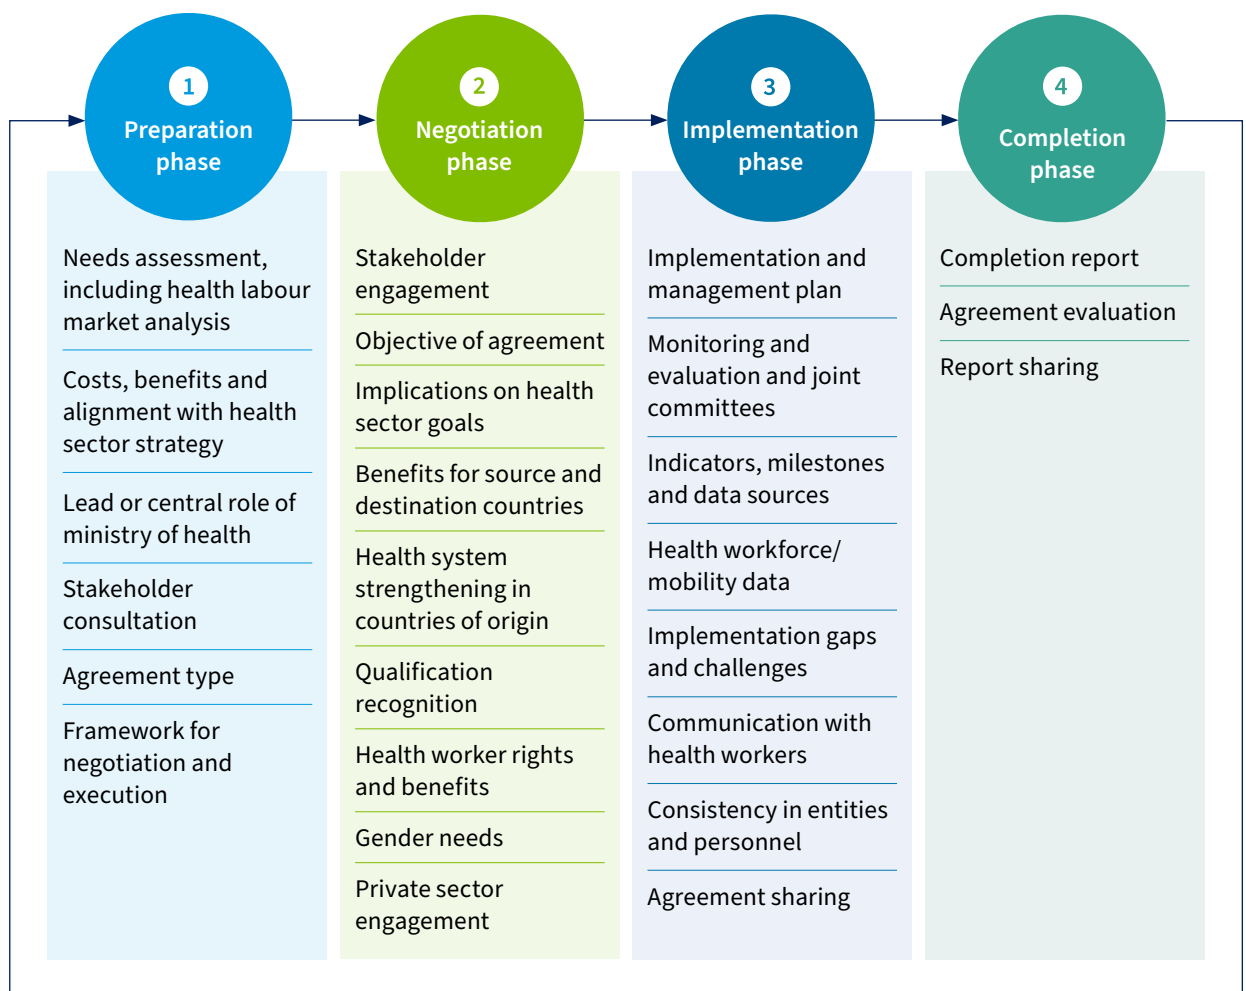 1
Preparation
phase
Needs assessment,
including health labour
market analysis
Costs, benefits and
alignment with health
sector strategy
Lead or central role of
ministry of health
Stakeholder
consultation
Agreement type
Framework for
negotiation and
execution
2
Negotiation
phase
Stakeholder
engagement
Objective of agreement
Implications on health
sector goals
Benefits for source and
destination countries
Health system
strengthening in
countries of origin
Qualification
recognition
Health worker rights
and benefits
Gender needs
Private sector
engagement
3
Implementation
phase
Implementation and
management plan
Monitoring and
evaluation and joint
committees
Indicators, milestones
and data sources
Health workforce/
mobility data
Implementation gaps
and challenges
Communication with
health workers
Consistency in entities
and personnel
Agreement sharing
4
Completion
phase
Completion report
Agreement evaluation
Report sharing